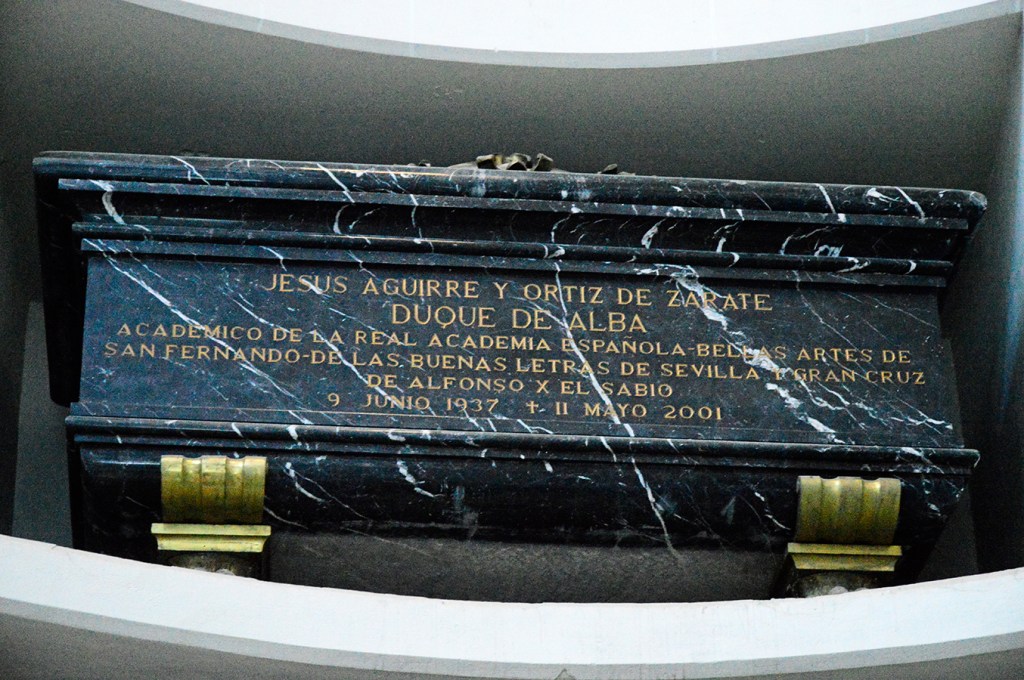 JESUS AGUIRRE Y ORTIZ DE ZARATE
DUQUE DE ALBA
ACADEMICO DE LA REAL ACADEMIA ESPAÑOLA-BELLAS ARTES DE
SAN FERNANDO-DE LAS BUENAS LETRAS DE SEVILLA Y GRAN CRUZ
DE ALFONSO X EL SABIO
9 JUNIO 1937 ✝ 11 MAYO 2001